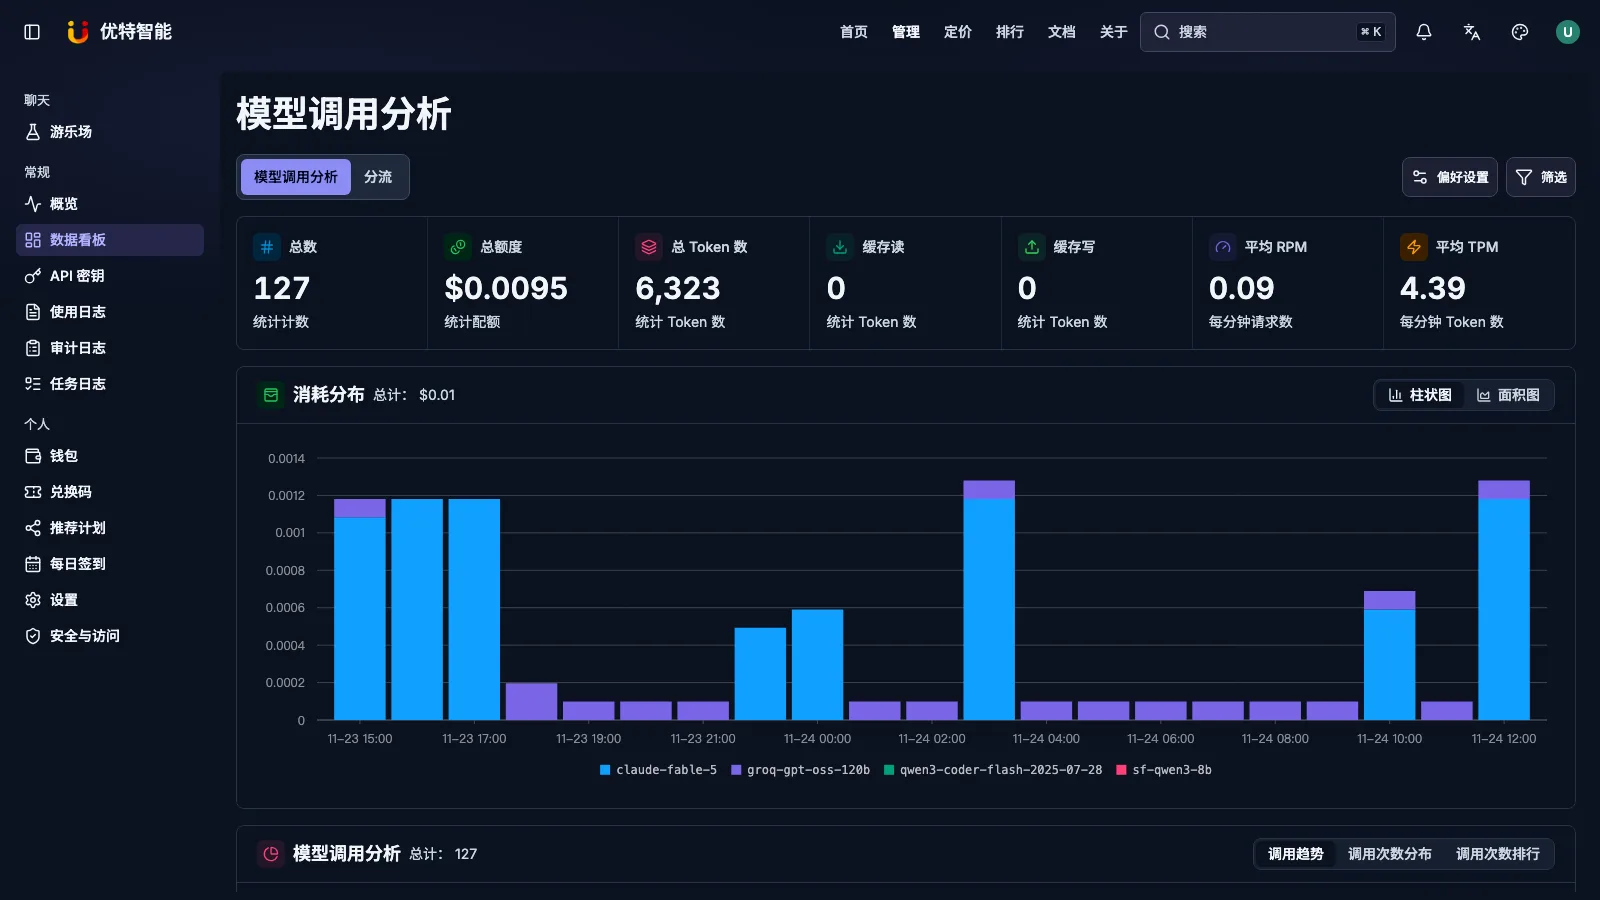 优特智能
首页 管理 定价 排行 文档 关于 搜索 ⌘ K U
聊天
游乐场
常规
概览
数据看板
API 密钥
使用日志
审计日志
任务日志
个人
钱包
兑换码
推荐计划
每日签到
设置
安全与访问
模型调用分析
模型调用分析 分流
偏好设置 筛选
总数
127
统计计数
总额度
$0.0095
统计配额
总 Token 数
6,323
统计 Token 数
缓存读
0
统计 Token 数
缓存写
0
统计 Token 数
平均 RPM
0.09
每分钟请求数
平均 TPM
4.39
每分钟 Token 数
消耗分布 总计： $0.01
柱状图 面积图
0.0014
0.0012
0.001
0.0008
0.0006
0.0004
0.0002
0
11-23 15:00 11-23 17:00 11-23 19:00 11-23 21:00 11-24 00:00 11-24 02:00 11-24 04:00 11-24 06:00 11-24 08:00 11-24 10:00 11-24 12:00
claude-fable-5 groq-gpt-oss-120b qwen3-coder-flash-2025-07-28 sf-qwen3-8b
模型调用分析 总计： 127
调用趋势 调用次数分布 调用次数排行